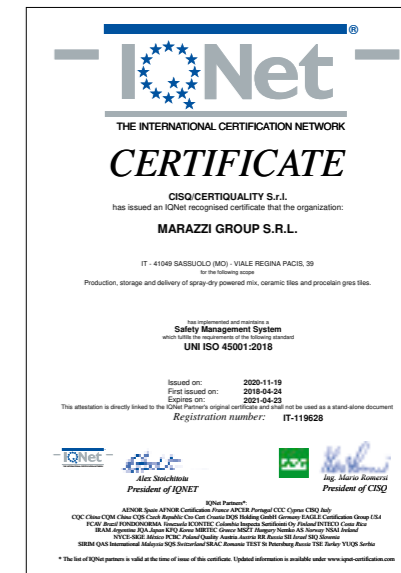 ®
IQNet
THE INTERNATIONAL CERTIFICATION NETWORK
CERTIFICATE
CISQ/CERTIQUALITY S.r.l.
has issued an IQNet recognised certificate that the organization:
MARAZZI GROUP S.R.L.
IT - 41049 SASSUOLO (MO) - VIALE REGINA PACIS, 39
for the following scope
Production, storage and delivery of spray-dry powered mix, ceramic tiles and procelain gres tiles.
has implemented and maintains a
Safety Management System
which fulfills the requirements of the following standard
UNI ISO 45001:2018
Issued on: 2020-11-19
First issued on: 2018-04-24
Expires on: 2021-04-23
This attestation is directly linked to the IQNet Partner's original certificate and shall not be used as a stand-alone document
Registration number: IT-119628
IQNet
Alex Stoichitoiu
President of IQNET
CISQ
Ing. Mario Romersi
President of CISQ
IQNet Partners*:
AENOR Spain AFNOR Certification France APCER Portugal CCC Cyprus CISQ Italy
CQC China CQM China CQS Czech Republic Cro Cert Croatia DQS Holding GmbH Germany EAGLE Certification Group USA
FCAV Brazil FONDONORMA Venezuela ICONTEC Colombia Inspecta Sertifiointi Oy Finland INTECO Costa Rica
IRAM Argentina JQA Japan KFQ Korea MIRTEC Greece MSZT Hungary Nemko AS Norway NSAI Ireland
NYCE-SIGE México PCBC Poland Quality Austria Austria RR Russia SII Israel SIQ Slovenia
SIRIM QAS International Malaysia SQS Switzerland SRAC Romania TEST St Petersburg Russia TSE Turkey YUQS Serbia
* The list of IQNet partners is valid at the time of issue of this certificate. Updated information is available under www.iqnet-certification.com